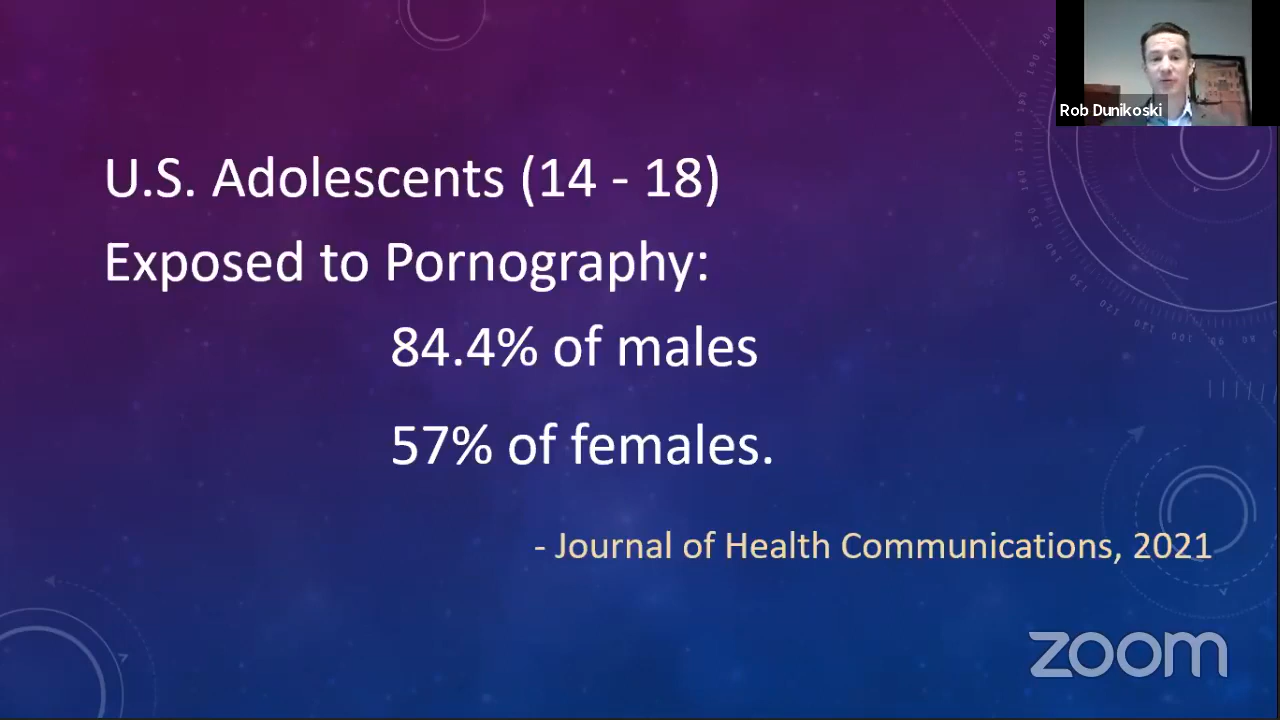 Rob Dunikoski
U.S. Adolescents (14 - 18)
Exposed to Pornography:
84.4% of males
57% of females.
- Journal of Health Communications, 2021
zoom